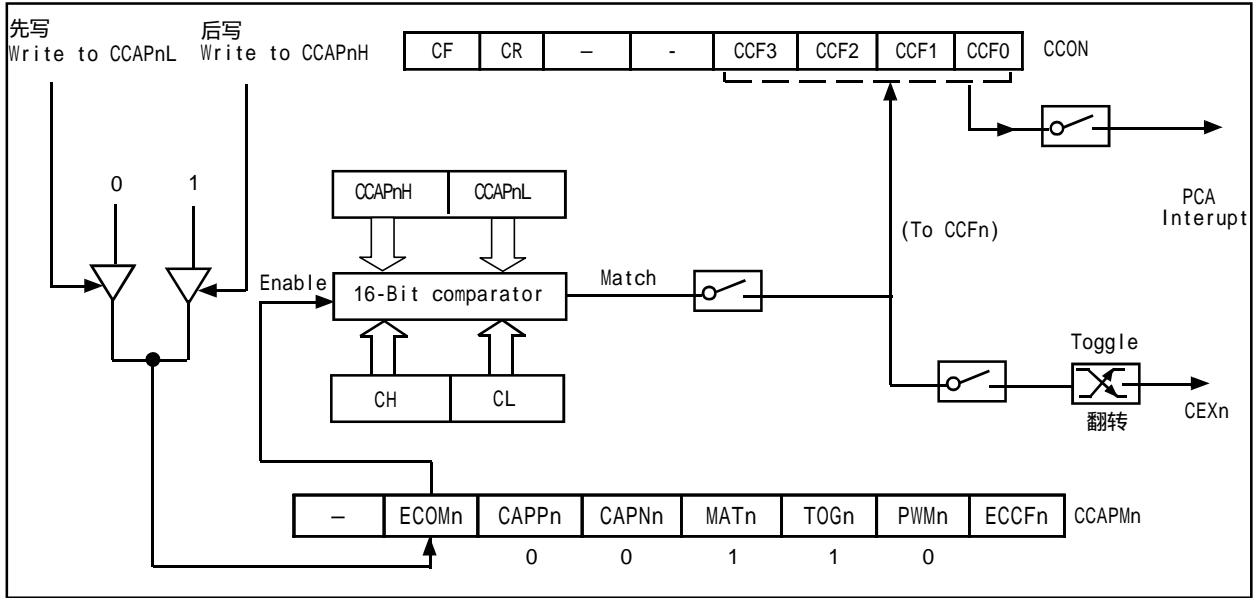 先写
Write to CCAPnL
后写
Write to CCAPnH
CF CR — - CCF3 CCF2 CCF1 CCF0 CCON
0 1
CCAPnH CCAPnL
PCA
Interupt
(To CCFn)
Enable
16-Bit comparator
Match
Toggle
CH CL
翻转
CEXn
— ECOMn CAPPn CAPNn MATn TOGn PWMn ECCFn CCAPMn
0 0 1 1 0